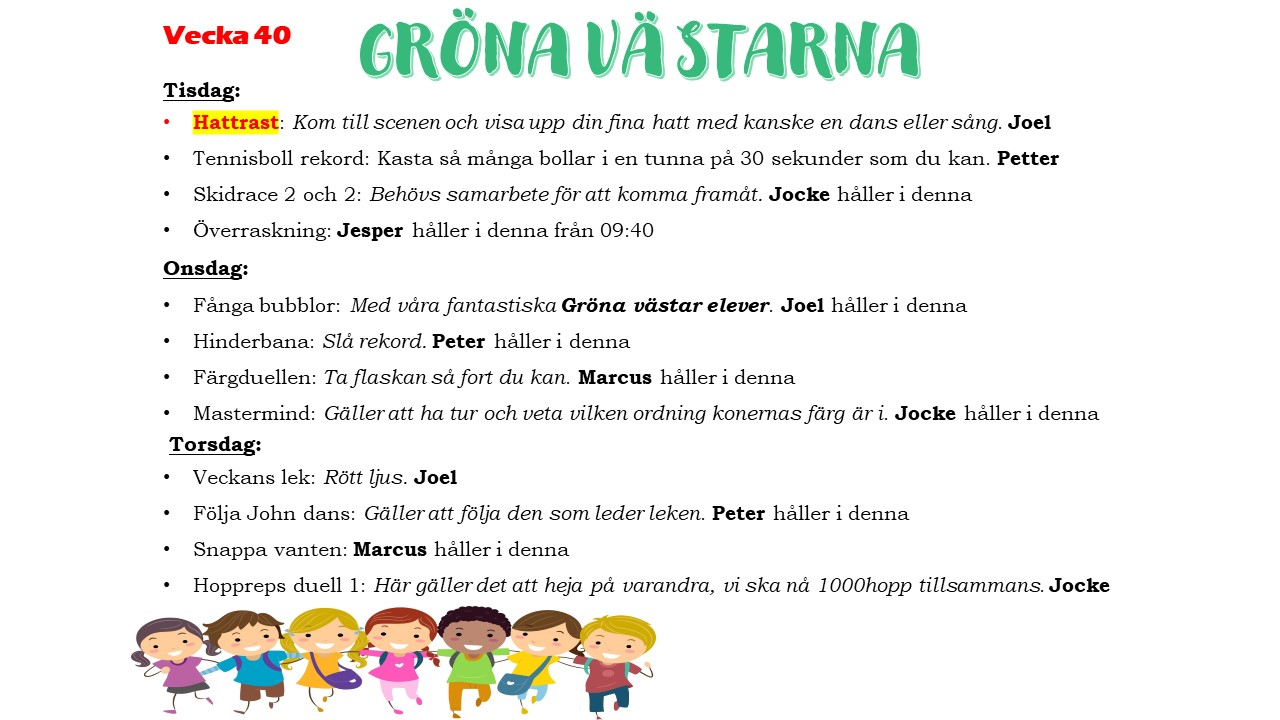 Vecka 40
GRÖNA VÄ STARNA
Tisdag:
• Hattrast: Kom till scenen och visa upp din fina hatt med kanske en dans eller sång. Joel
• Tennisboll rekord: Kasta så många bollar i en tunna på 30 sekunder som du kan. Petter
• Skidrace 2 och 2: Behövs samarbete för att komma framåt. Jocke håller i denna
• Överraskning: Jesper håller i denna från 09:40
Onsdag:
• Fånga bubblor: Med våra fantastiska Gröna västar elever. Joel håller i denna
• Hinderbana: Slå rekord. Peter håller i denna
• Färgduellen: Ta flaskan så fort du kan. Marcus håller i denna
• Mastermind: Gäller att ha tur och veta vilken ordning konernas färg är i. Jocke håller i denna
Torsdag:
• Veckans lek: Rött ljus. Joel
• Följa John dans: Gäller att följa den som leder leken. Peter håller i denna
• Snappa vanten: Marcus håller i denna
• Hoppreps duell 1: Här gäller det att heja på varandra, vi ska nå 1000hopp tillsammans. Jocke